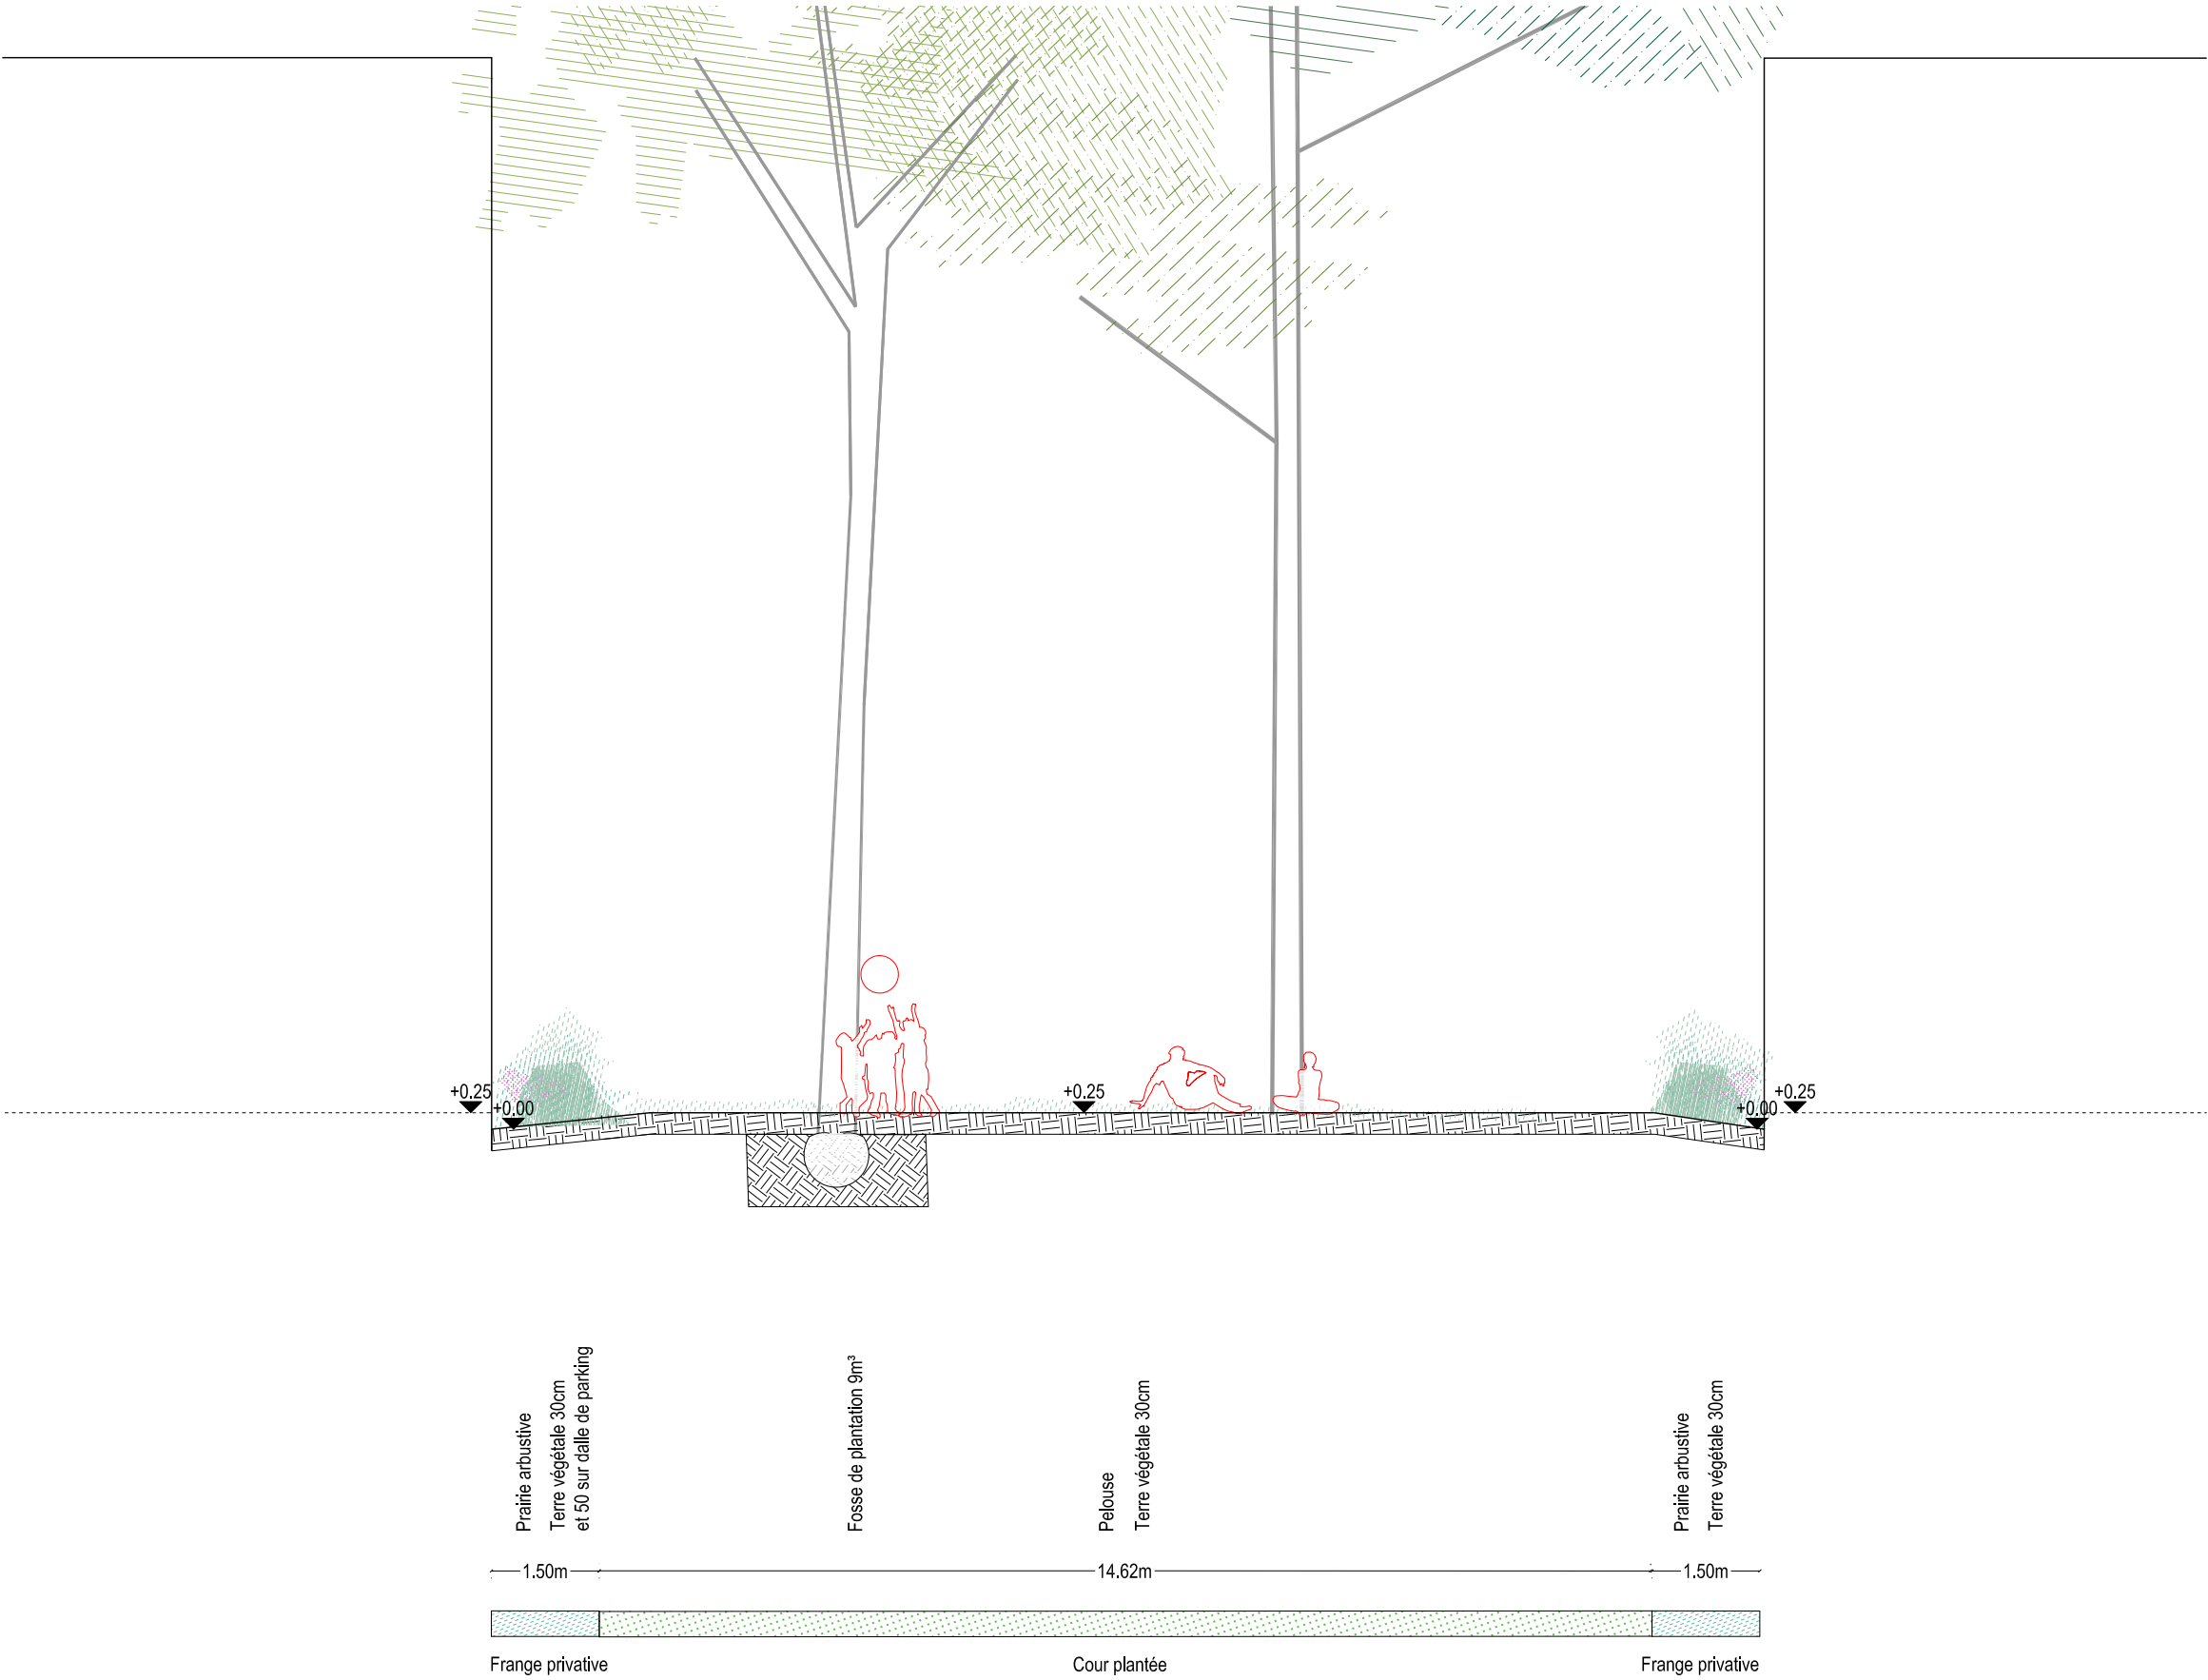 +0.25
+0.00
+0.25
+0.25
+0.00
Prairie arbustive
Terre végétale 30cm
et 50 sur dalle de parking
Fosse de plantation 9m³
Pelouse
Terre végétale 30cm
Prairie arbustive
Terre végétale 30cm
1.50m
14.62m
1.50m
Frange privative
Cour plantée
Frange privative